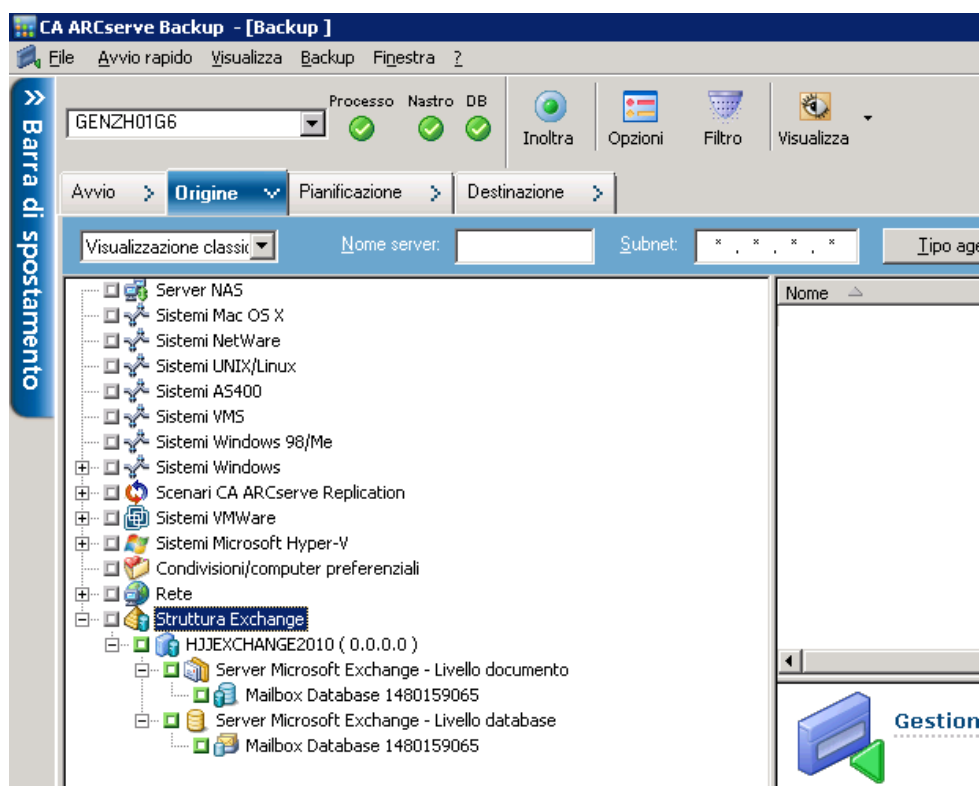 CA ARCserve Backup - [Backup ]
File Avvio rapido Visualizza Backup Finestra ?
Barra di spostamento
Processo Nastro DB
GENZH01G6
Inoltra Opzioni Filtro Visualizza
Avvio Origine Pianificazione Destinazione
Visualizzazione classic Nome server: Subnet: * . * . * . * Tipo age
Server NAS
Sistemi Mac OS X
Sistemi NetWare
Sistemi UNIX/Linux
Sistemi AS400
Sistemi VMS
Sistemi Windows 98/Me
Sistemi Windows
Scenari CA ARCserve Replication
Sistemi VMWare
Sistemi Microsoft Hyper-V
Condivisioni/computer preferenziali
Rete
Struttura Exchange
HJJEXCHANGE2010 ( 0.0.0.0 )
Server Microsoft Exchange - Livello documento
Mailbox Database 1480159065
Server Microsoft Exchange - Livello database
Mailbox Database 1480159065
Nome
Gestion